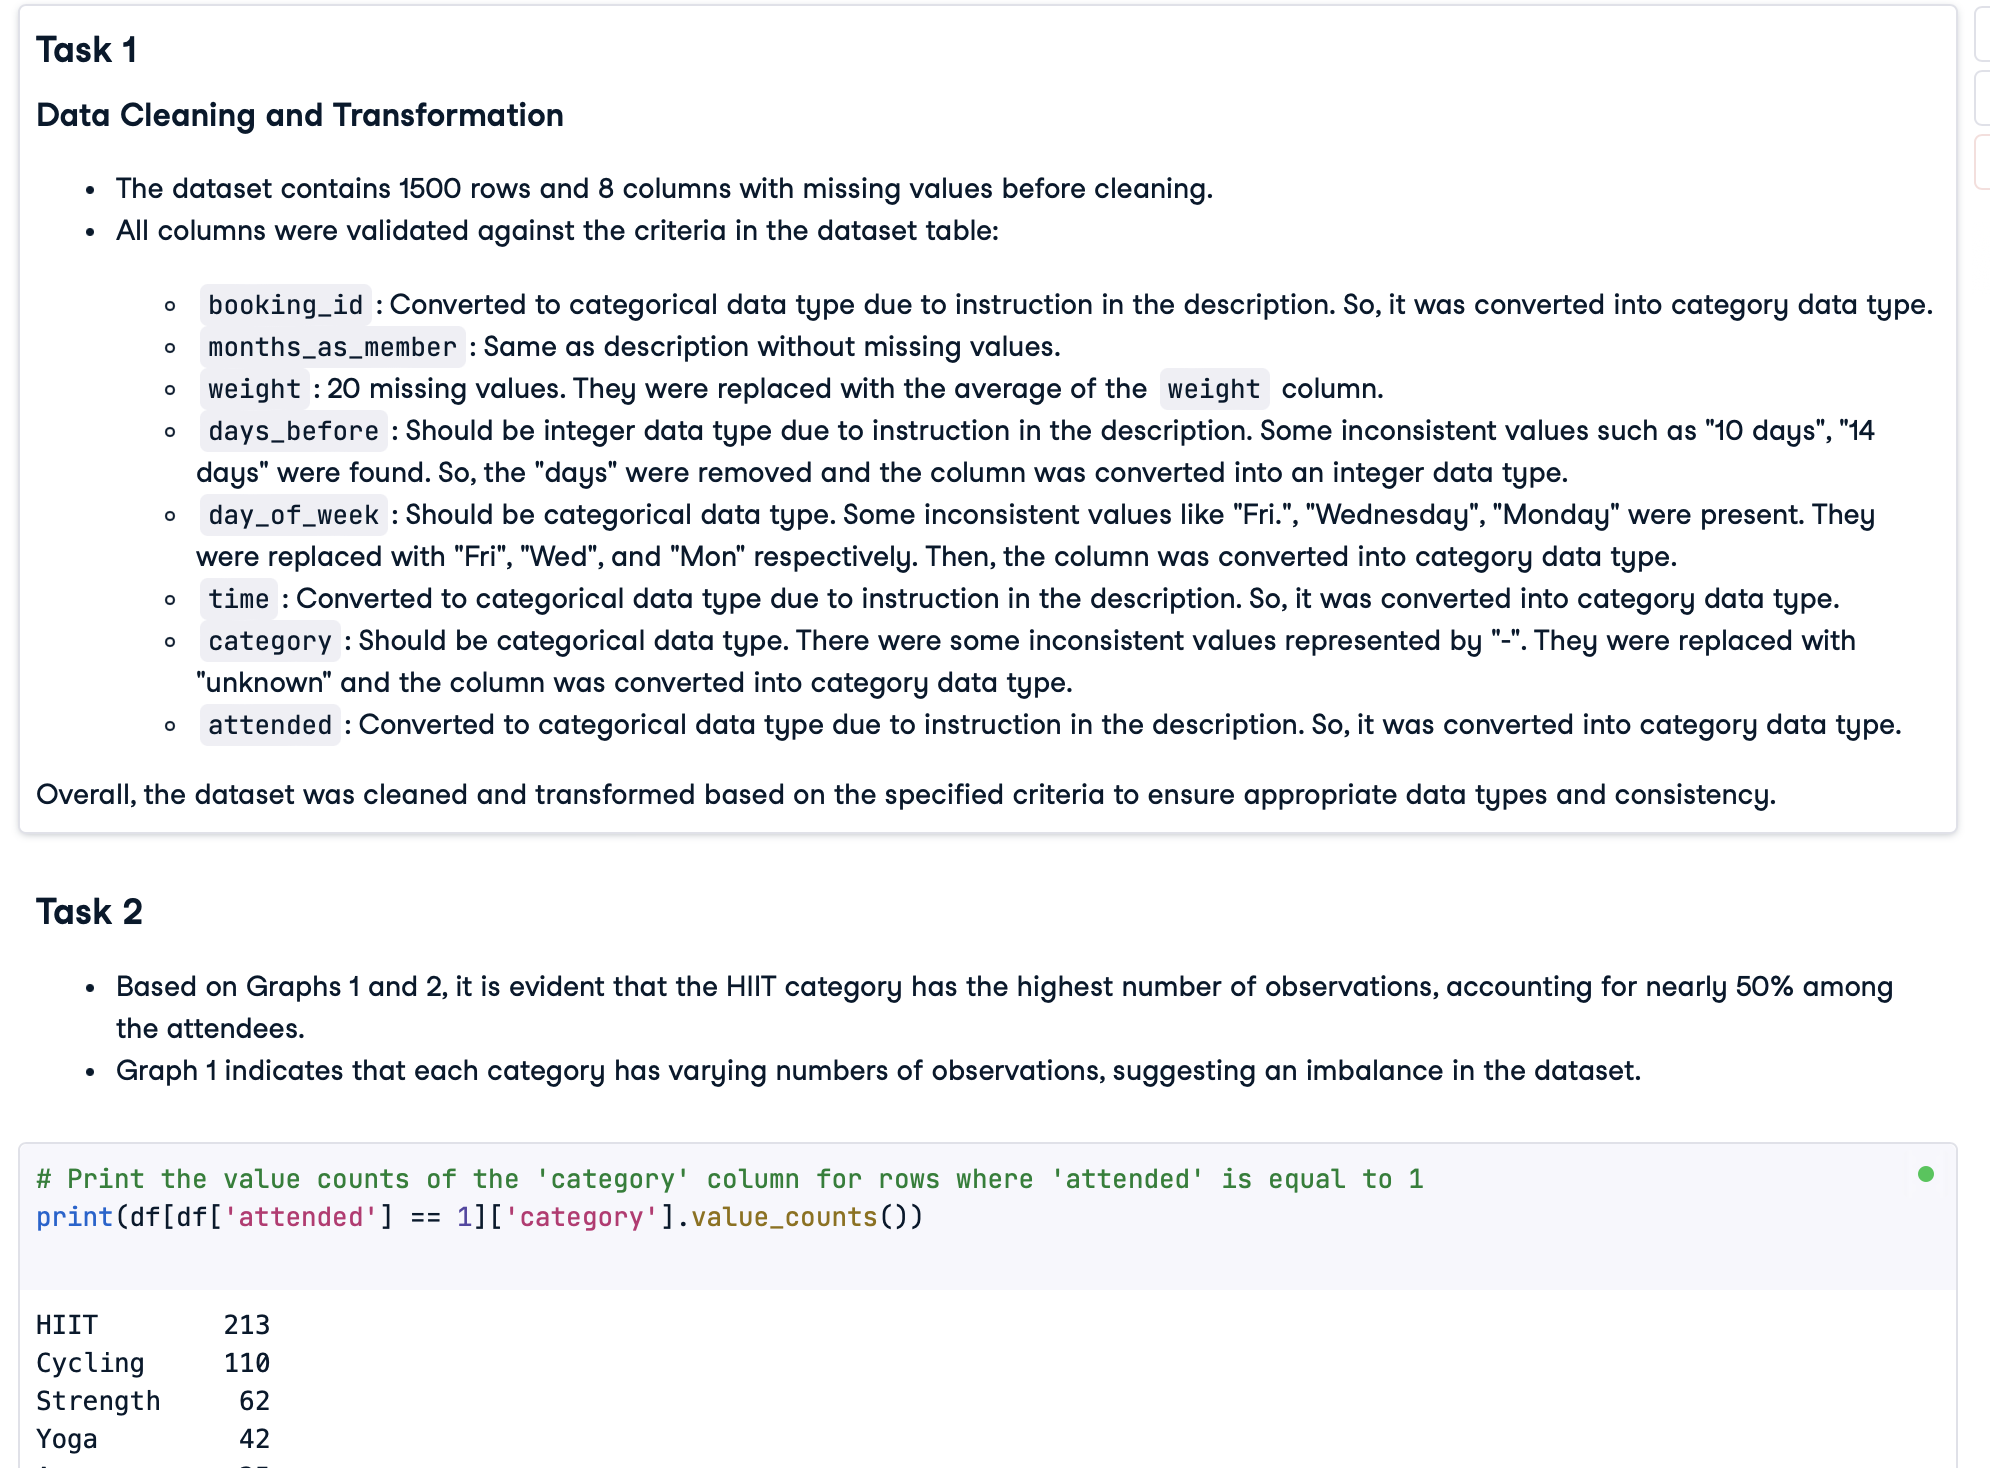 Task 1
Data Cleaning and Transformation
• The dataset contains 1500 rows and 8 columns with missing values before cleaning.
• All columns were validated against the criteria in the dataset table:
◦ booking_id : Converted to categorical data type due to instruction in the description. So, it was converted into category data type.
◦ months_as_member : Same as description without missing values.
◦ weight : 20 missing values. They were replaced with the average of the weight column.
◦ days_before : Should be integer data type due to instruction in the description. Some inconsistent values such as "10 days", "14
days" were found. So, the "days" were removed and the column was converted into an integer data type.
◦ day_of_week : Should be categorical data type. Some inconsistent values like "Fri.", "Wednesday", "Monday" were present. They
were replaced with "Fri", "Wed", and "Mon" respectively. Then, the column was converted into category data type.
◦ time : Converted to categorical data type due to instruction in the description. So, it was converted into category data type.
◦ category : Should be categorical data type. There were some inconsistent values represented by "-". They were replaced with
"unknown" and the column was converted into category data type.
◦ attended : Converted to categorical data type due to instruction in the description. So, it was converted into category data type.
Overall, the dataset was cleaned and transformed based on the specified criteria to ensure appropriate data types and consistency.
Task 2
• Based on Graphs 1 and 2, it is evident that the HIIT category has the highest number of observations, accounting for nearly 50% among
the attendees.
• Graph 1 indicates that each category has varying numbers of observations, suggesting an imbalance in the dataset.
# Print the value counts of the 'category' column for rows where 'attended' is equal to 1
print(df[df['attended'] == 1]['category'].value_counts())
HIIT 213
Cycling 110
Strength 62
Yoga 42